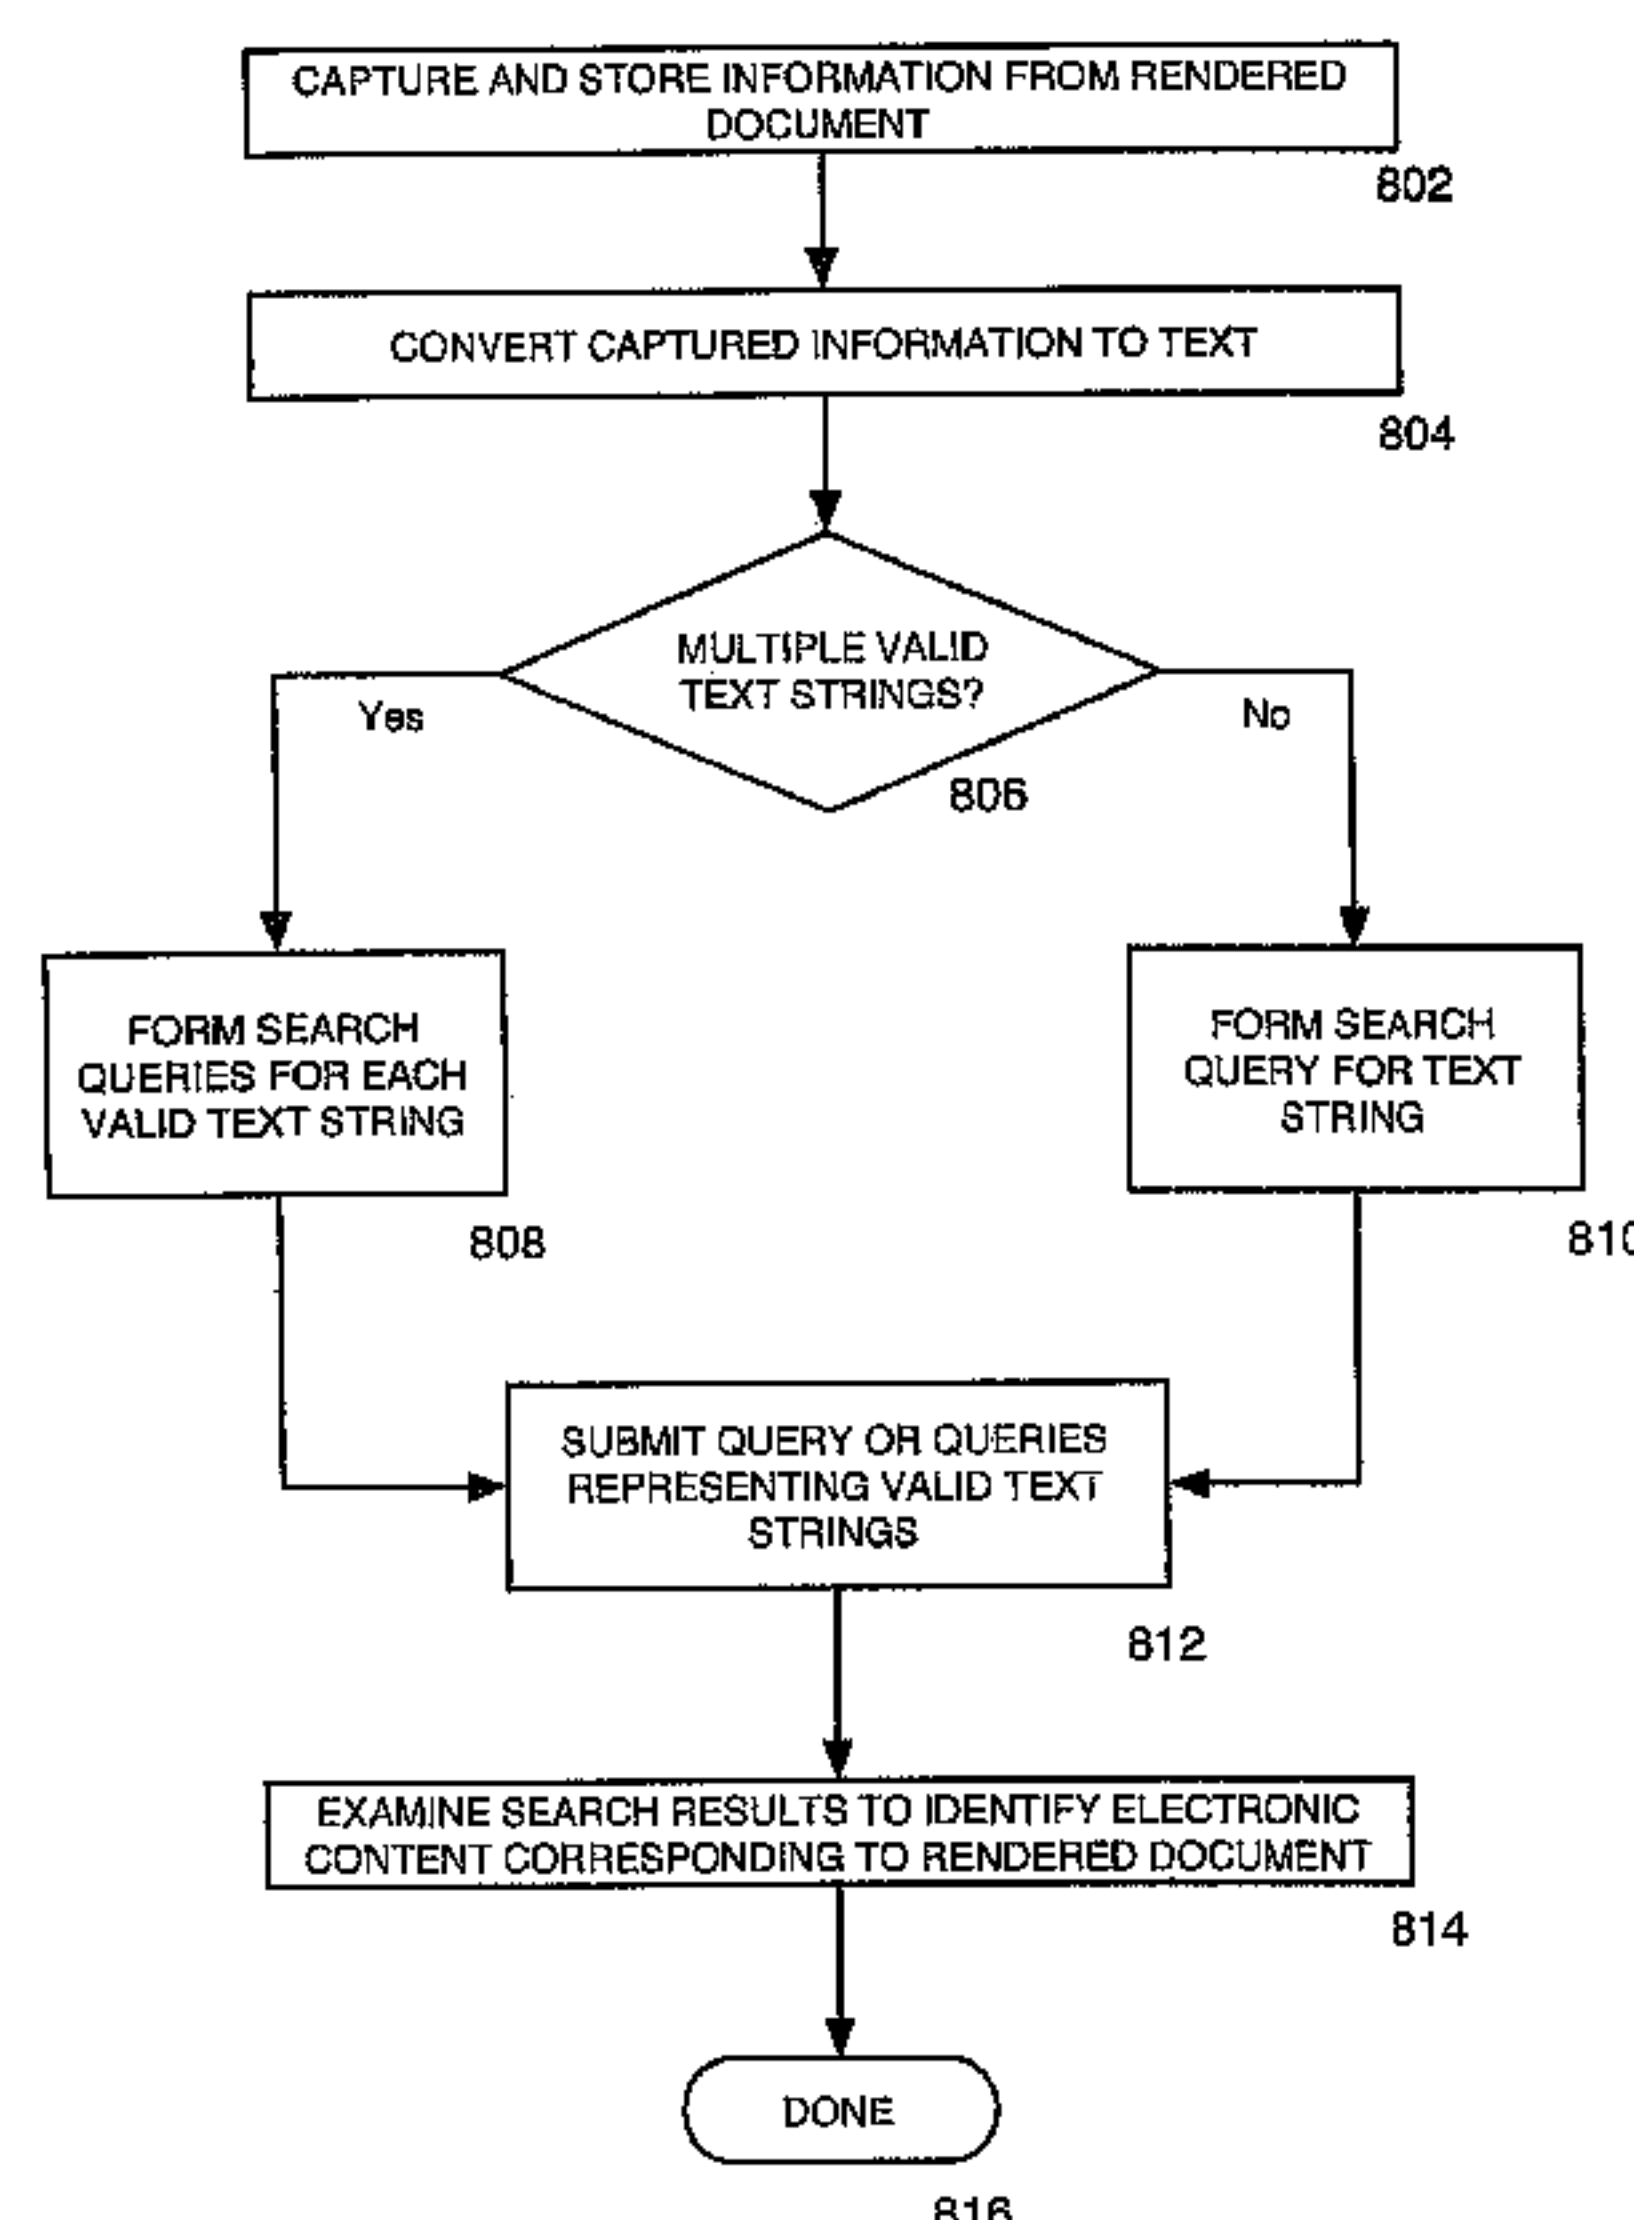 CAPTURE AND STORE INFORMATION FROM RENDERED
DOCUMENT
802
CONVERT CAPTURED INFORMATION TO TEXT
804
MULTIPLE VALID
TEXT STRINGS?
Yes
No
806
FORM SEARCH
QUERIES FOR EACH
VALID TEXT STRING
808
FORM SEARCH
QUERY FOR TEXT
STRING
810
SUBMIT QUERY OR QUERIES
REPRESENTING VALID TEXT
STRINGS
812
EXAMINE SEARCH RESULTS TO IDENTIFY ELECTRONIC
CONTENT CORRESPONDING TO RENDERED DOCUMENT
814
DONE
816